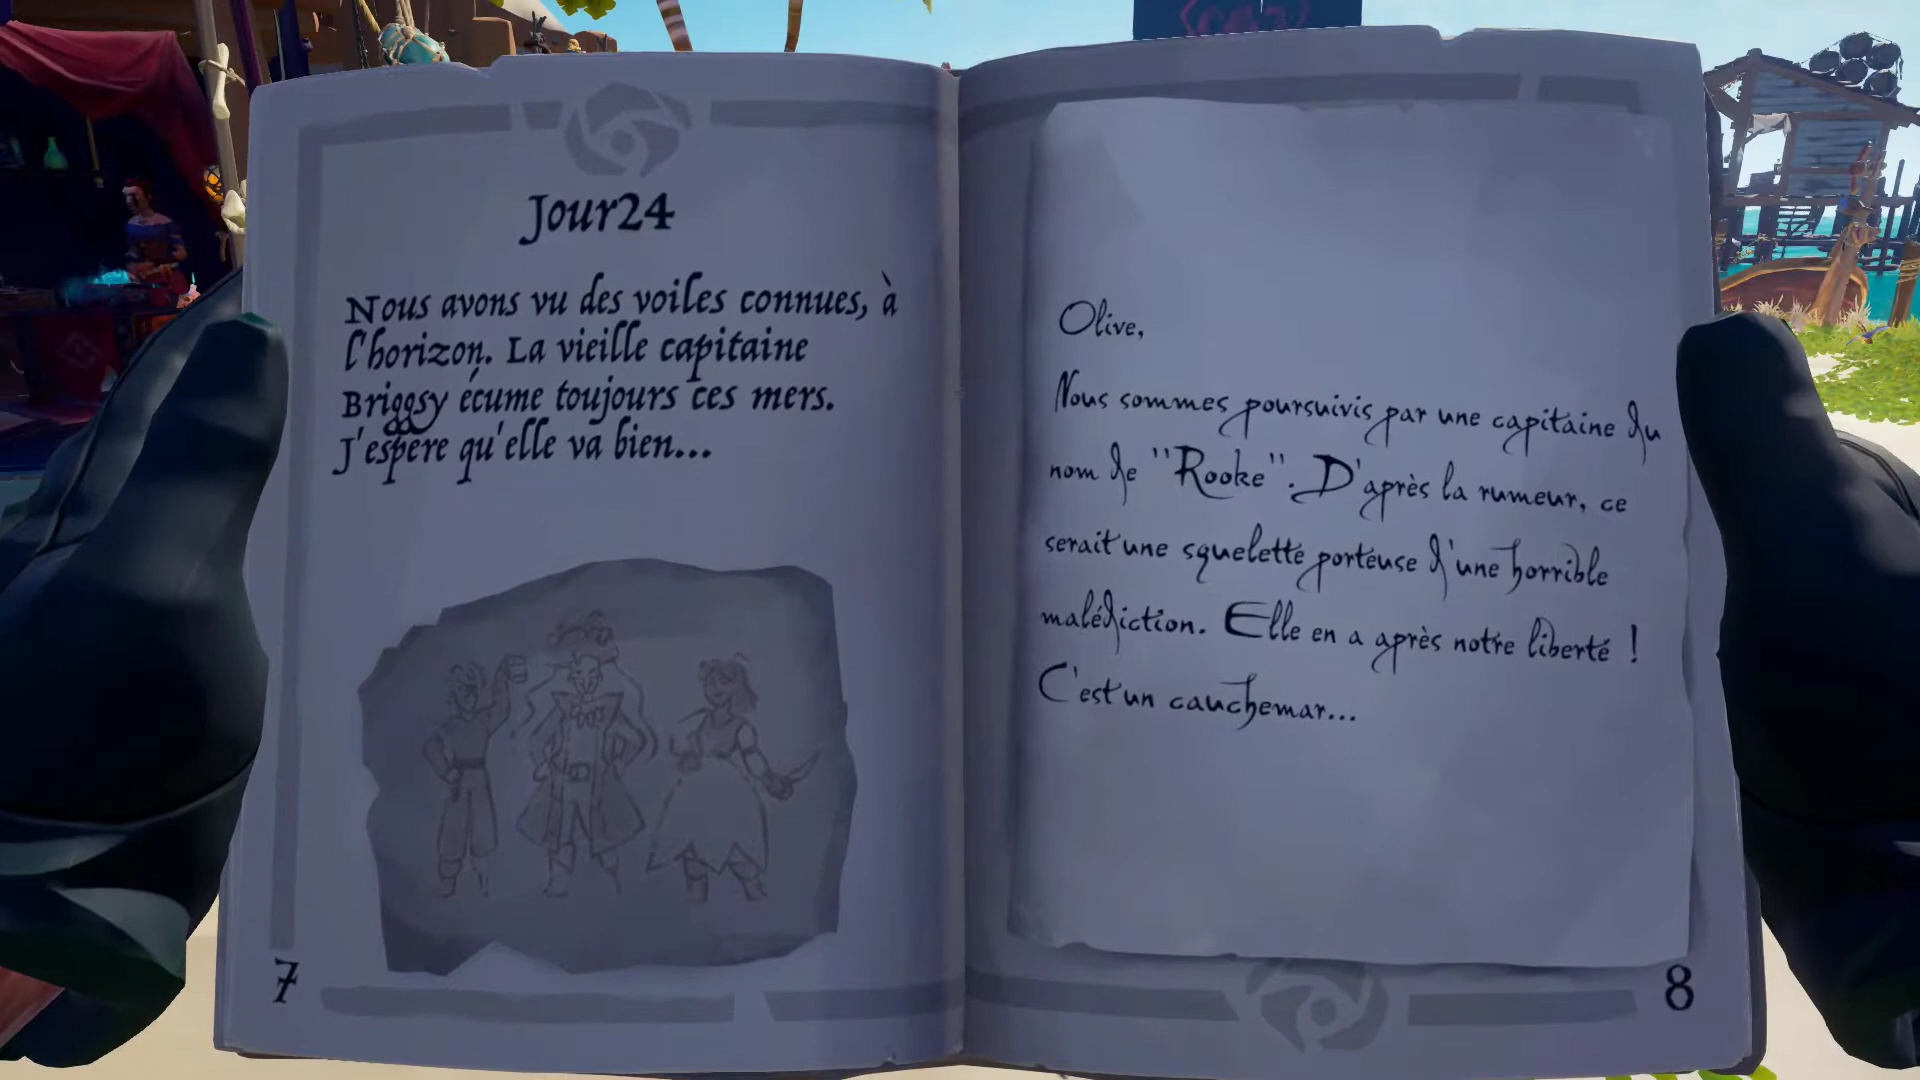 Jour24
Nous avons vu des voiles connues, à
l'horizon. La vieille capitaine
Briggsy écume toujours ces mers.
J'espère qu'elle va bien...
7
Olive,
Nous sommes poursuivis par une capitaine du
nom de "Rooke". D'après la rumeur, ce
serait une squelette porteuse d'une horrible
malédiction. Elle en a après notre liberté !
C'est un cauchemar...
8